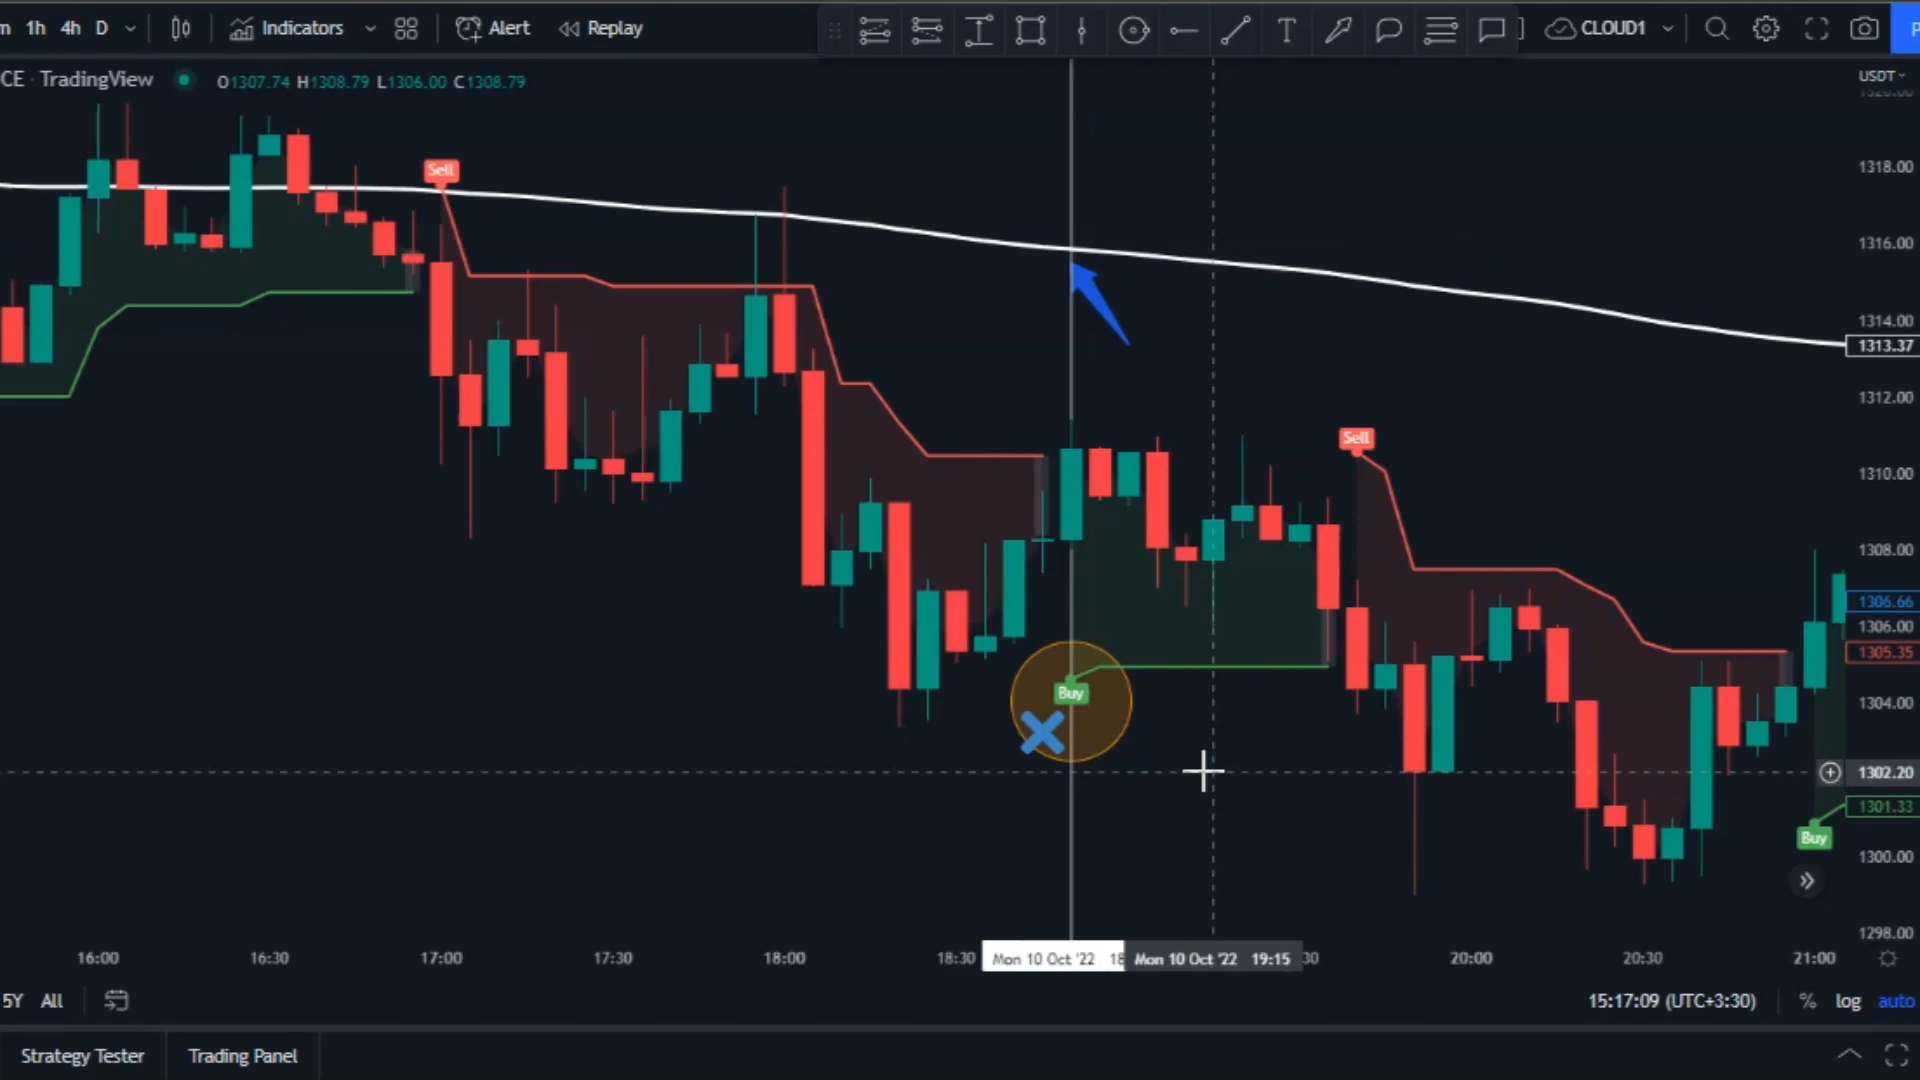 1h 4h D Indicators Alert Replay CLOUD1
CE · TradingView O1307.74 H1308.79 L1306.00 C1308.79
USDT
1320.00
1318.00
Sell
1316.00
1314.00
1313.37
1312.00
Sell
1310.00
1308.00
1306.66
1306.00
1305.35
Buy
1304.00
1302.20
1301.33
Buy
1300.00
1298.00
16:00 16:30 17:00 17:30 18:00 18:30 Mon 10 Oct '22 18 Mon 10 Oct '22 19:15 30 20:00 20:30 21:00
5Y All 15:17:09 (UTC+3:30) % log auto
Strategy Tester Trading Panel